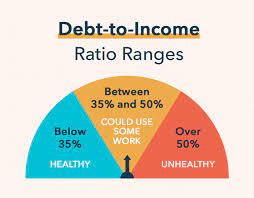 Debt-to-Income
Ratio Ranges
Between
35% and 50%
COULD USE
SOME
WORK
Below
35%
HEALTHY
Over
50%
UNHEALTHY